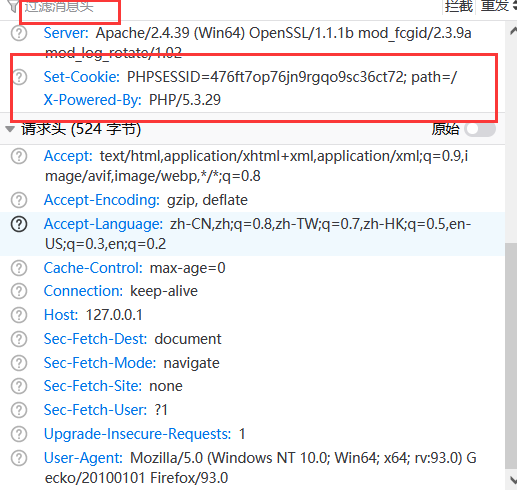 过滤消息头
拦截 重发
Server: Apache/2.4.39 (Win64) OpenSSL/1.1.1b mod_fcgid/2.3.9a
mod_log_rotate/1.02
Set-Cookie: PHPSESSID=476ft7op76jn9rgqo9sc36ct72; path=/
X-Powered-By: PHP/5.3.29
请求头 (524 字节)
原始
Accept: text/html,application/xhtml+xml,application/xml;q=0.9,i
mage/avif,image/webp,*/*;q=0.8
Accept-Encoding: gzip, deflate
Accept-Language: zh-CN,zh;q=0.8,zh-TW;q=0.7,zh-HK;q=0.5,en-
US;q=0.3,en;q=0.2
Cache-Control: max-age=0
Connection: keep-alive
Host: 127.0.0.1
Sec-Fetch-Dest: document
Sec-Fetch-Mode: navigate
Sec-Fetch-Site: none
Sec-Fetch-User: ?1
Upgrade-Insecure-Requests: 1
User-Agent: Mozilla/5.0 (Windows NT 10.0; Win64; x64; rv:93.0) G
ecko/20100101 Firefox/93.0